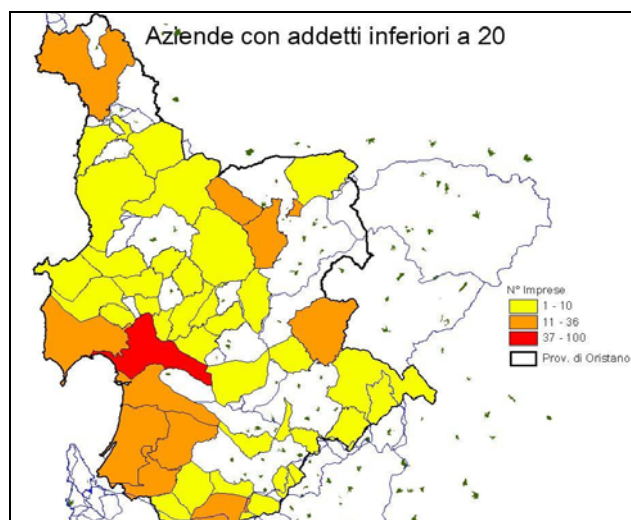 Aziende con addetti inferiori a 20
N° Imprese
1 - 10
11 - 36
37 - 100
Prov. di Oristano